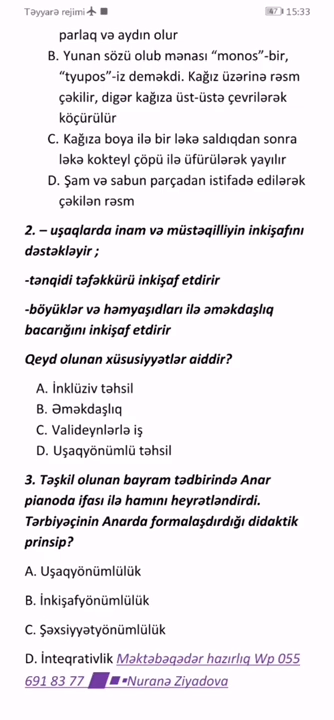 Təyyarə rejimi 47 15:33
parlaq və aydın olur
B. Yunan sözü olub mənası “monos”-bir,
“tyupos”-iz deməkdi. Kağız üzərinə rəsm
çəkilir, digər kağıza üst-üstə çevrilərək
köçürülür
C. Kağıza boya ilə bir ləkə saldıqdan sonra
ləkə kokteyl çöpü ilə üfürülərək yayılır
D. Şam və sabun parçadan istifadə edilərək
çəkilən rəsm
2. – uşaqlarda inam və müstəqilliyin inkişafını
dəstəkləyir ;
-tənqidi təfəkkürü inkişaf etdirir
-böyüklər və həmyaşıdları ilə əməkdaşlıq
bacarığını inkişaf etdirir
Qeyd olunan xüsusiyyətlər aiddir?
A. İnklüziv təhsil
B. Əməkdaşlıq
C. Valideynlərlə iş
D. Uşaqyönümlü təhsil
3. Təşkil olunan bayram tədbirində Anar
pianoda ifası ilə hamını heyrətləndirdi.
Tərbiyəçinin Anarda formalaşdırdığı didaktik
prinsip?
A. Uşaqyönümlülük
B. İnkişafyönümlülük
C. Şəxsiyyətyönümlülük
D. İnteqrativlik Məktəbəqədər hazırlıq Wp 055
691 83 77 Nuranə Ziyadova